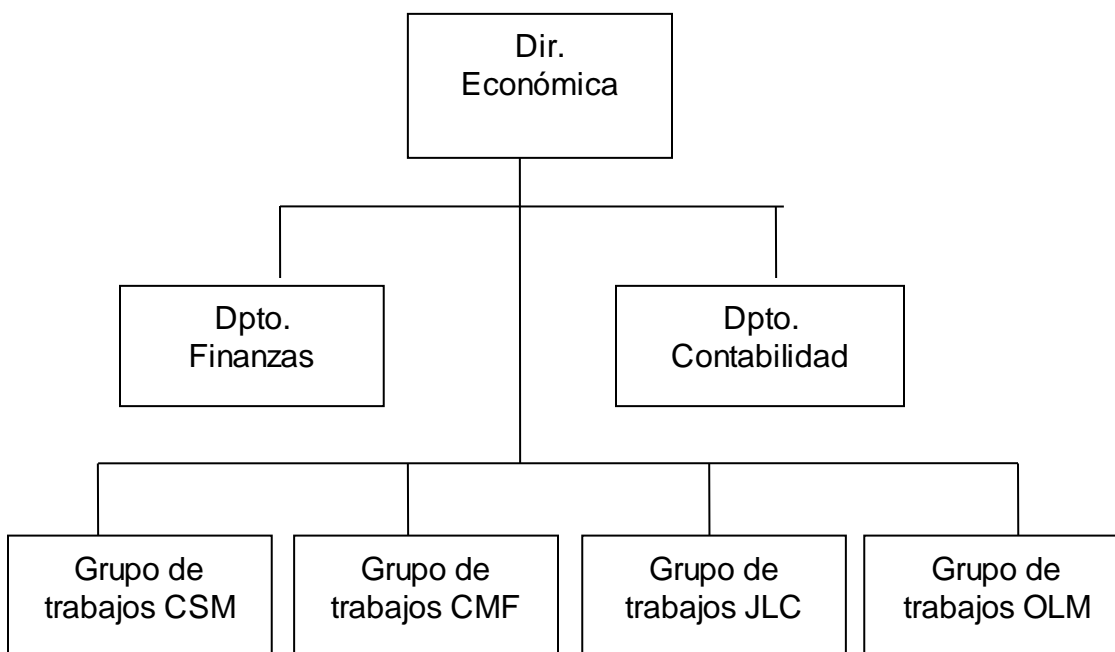 Dir.
Económica
Dpto.
Finanzas
Dpto.
Contabilidad
Grupo de
trabajos CSM
Grupo de
trabajos CMF
Grupo de
trabajos JLC
Grupo de
trabajos OLM